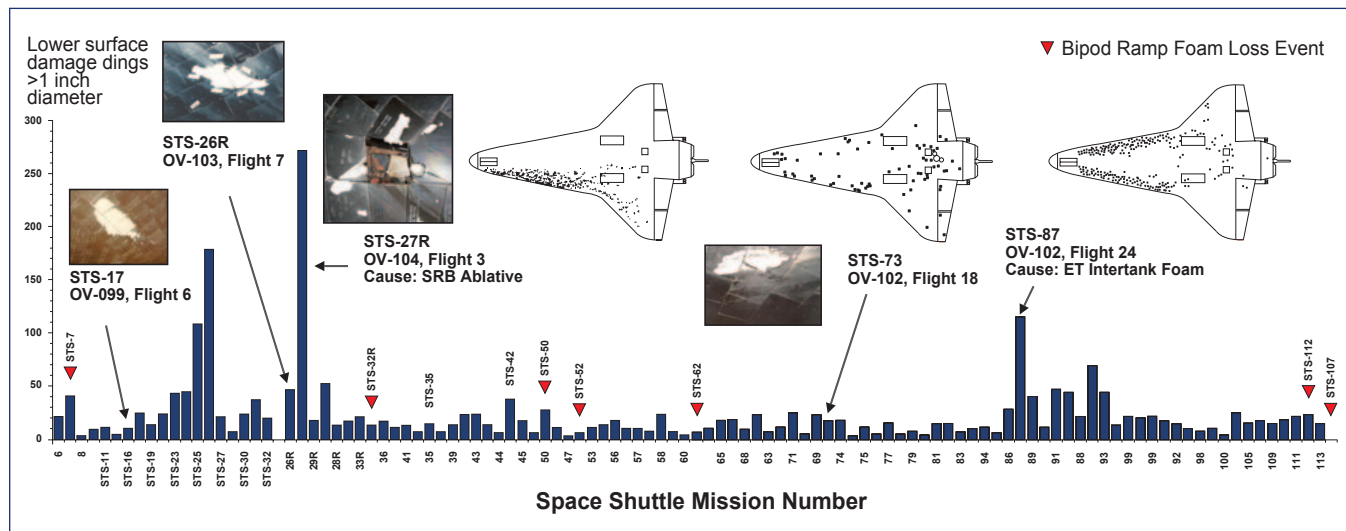 Lower surface
damage dings
>1 inch
diameter
Bipod Ramp Foam Loss Event
STS-26R
OV-103, Flight 7
STS-17
OV-099, Flight 6
STS-27R
OV-104, Flight 3
Cause: SRB Ablative
STS-73
OV-102, Flight 18
STS-87
OV-102, Flight 24
Cause: ET Intertank Foam
300
250
200
150
100
50
0
STS-7
STS-32R
STS-35
STS-42
STS-50
STS-52
STS-62
STS-112
STS-107
6
8
STS-11
STS-16
STS-19
STS-23
STS-25
STS-27
STS-30
STS-32
26R
29R
28R
33R
36
41
35
39
43
44
45
50
47
53
56
57
58
60
65
68
63
71
69
74
75
77
79
81
83
94
86
89
91
88
93
99
101
92
98
100
105
109
111
113
Space Shuttle Mission Number